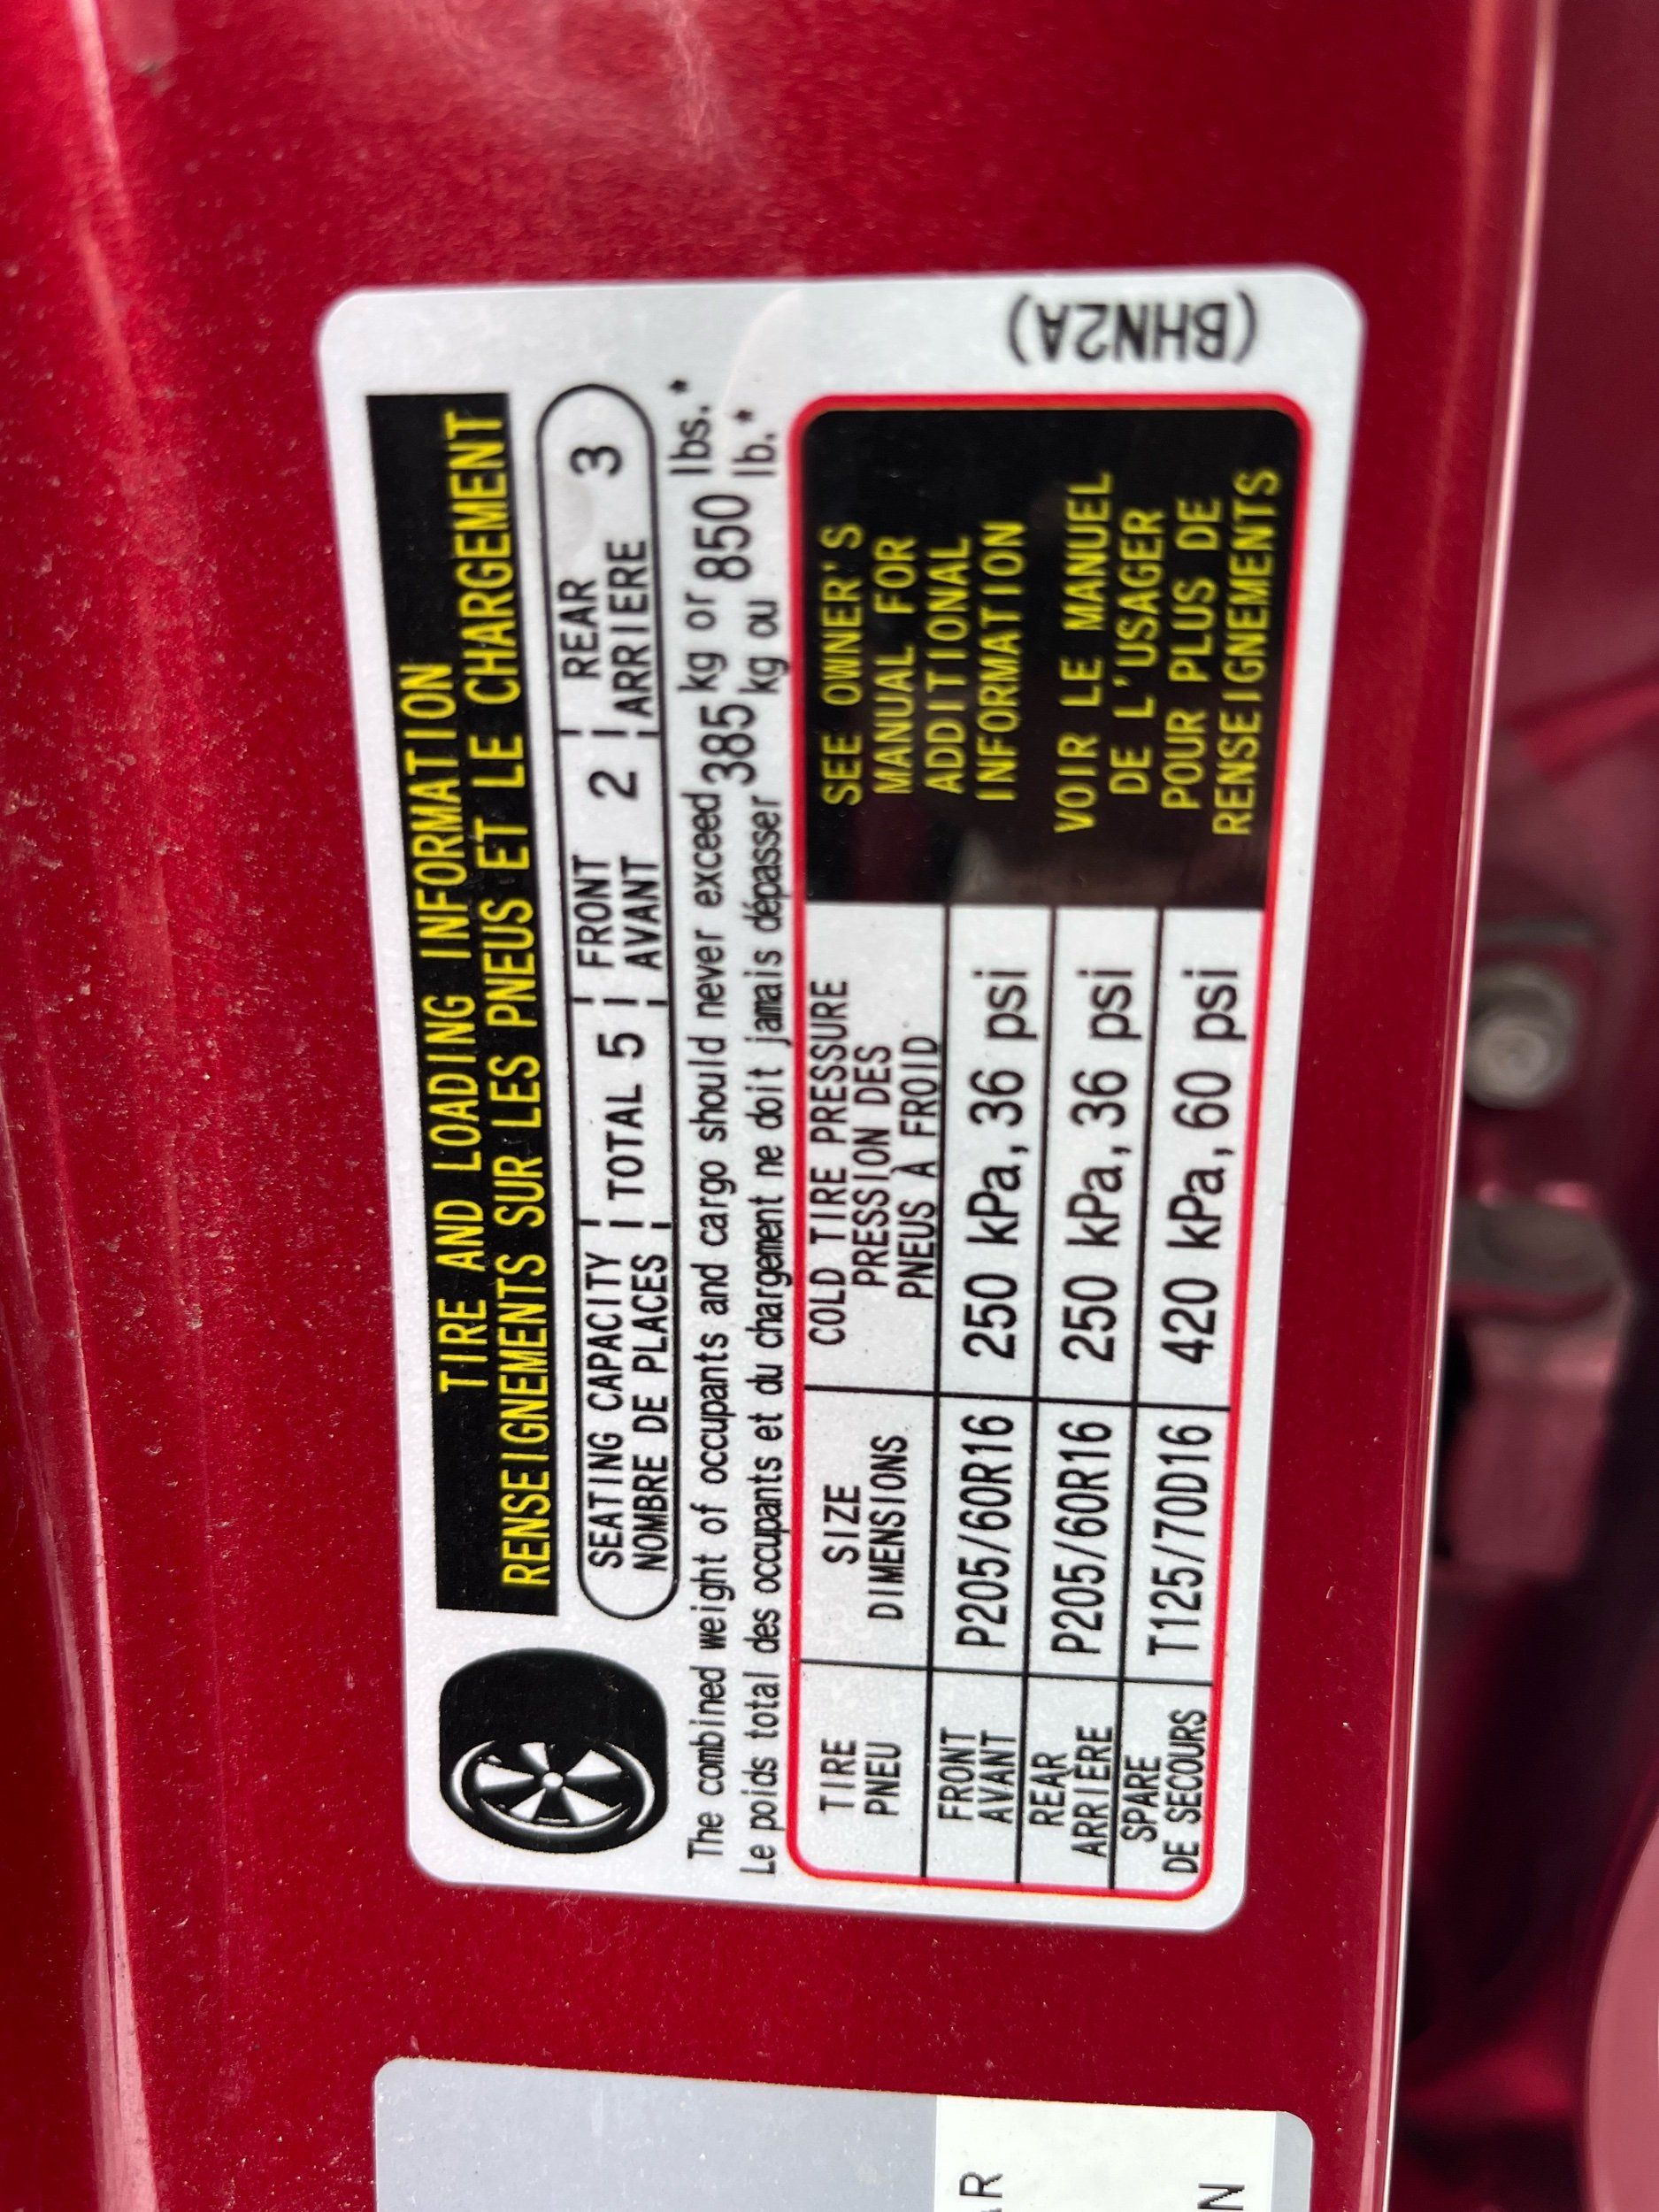 TIRE AND LOADING INFORMATION
RENSEIGNEMENTS SUR LES PNEUS ET LE CHARGEMENT
SEATING CAPACITY TOTAL 5 FRONT 2 REAR 3
NOMBRE DE PLACES AVANT ARRIERE
The combined weight of occupants and cargo should never exceed 385 kg or 850 lbs.*
Le poids total des occupants et du chargement ne doit jamais dépasser 385 kg ou 850 lb.*
TIRE
PNEU
SIZE
DIMENSIONS
COLD TIRE PRESSURE
PRESSION DES
PNEUS À FROID
FRONT
AVANT
P205/60R16
250 kPa, 36 psi
REAR
ARRIÈRE
P205/60R16
250 kPa, 36 psi
SPARE
DE SECOURS
T125/70D16
420 kPa, 60 psi
SEE OWNER'S
MANUAL FOR
ADDITIONAL
INFORMATION
VOIR LE MANUEL
DE L'USAGER
POUR PLUS DE
RENSEIGNEMENTS
(BHN2A)